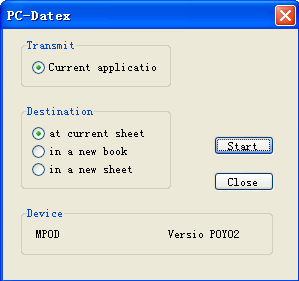 PC-Datex
Transmit
Current applicatio
Destination
at current sheet
in a new book
in a new sheet
Start
Close
Device
MPOD Versio POYO2